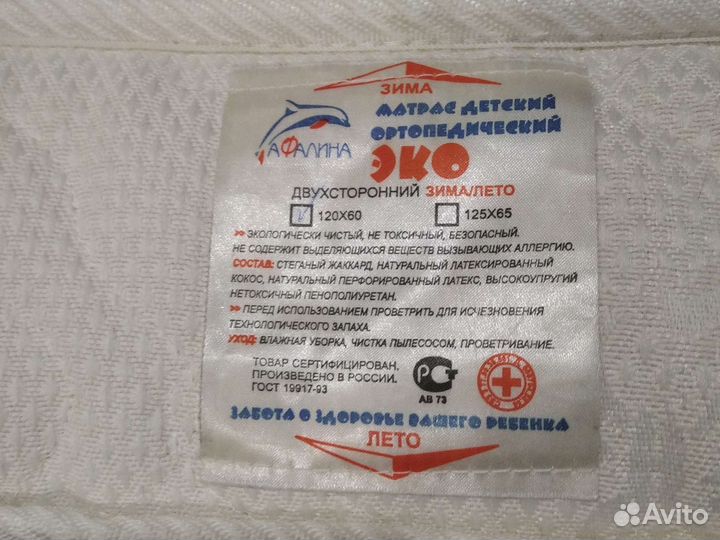 ЗИМА
МАТРАС ДЕТСКИЙ
ОРТОПЕДИЧЕСКИЙ
АФАЛИНА
ЭКО
ДВУХСТОРОННИЙ ЗИМА/ЛЕТО
120Х60 125Х65
>> ЭКОЛОГИЧЕСКИ ЧИСТЫЙ, НЕ ТОКСИЧНЫЙ, БЕЗОПАСНЫЙ.
НЕ СОДЕРЖИТ ВЫДЕЛЯЮЩИХСЯ ВЕЩЕСТВ ВЫЗЫВАЮЩИХ АЛЛЕРГИЮ.
СОСТАВ: СТЕГАНЫЙ ЖАККАРД, НАТУРАЛЬНЫЙ ЛАТЕКСИРОВАННЫЙ
КОКОС, НАТУРАЛЬНЫЙ ПЕРФОРИРОВАННЫЙ ЛАТЕКС, ВЫСОКОУПРУГИЙ
НЕТОКСИЧНЫЙ ПЕНОПОЛИУРЕТАН.
>> ПЕРЕД ИСПОЛЬЗОВАНИЕМ ПРОВЕТРИТЬ ДЛЯ ИСЧЕЗНОВЕНИЯ
ТЕХНОЛОГИЧЕСКОГО ЗАПАХА.
УХОД: ВЛАЖНАЯ УБОРКА, ЧИСТКА ПЫЛЕСОСОМ, ПРОВЕТРИВАНИЕ.
ТОВАР СЕРТИФИЦИРОВАН.
ПРОИЗВЕДЕНО В РОССИИ.
ГОСТ 19917-93
АВ 73
ЗАБОТА О ЗДОРОВЬЕ ВАШЕГО РЕБЕНКА
ЛЕТО
Avito